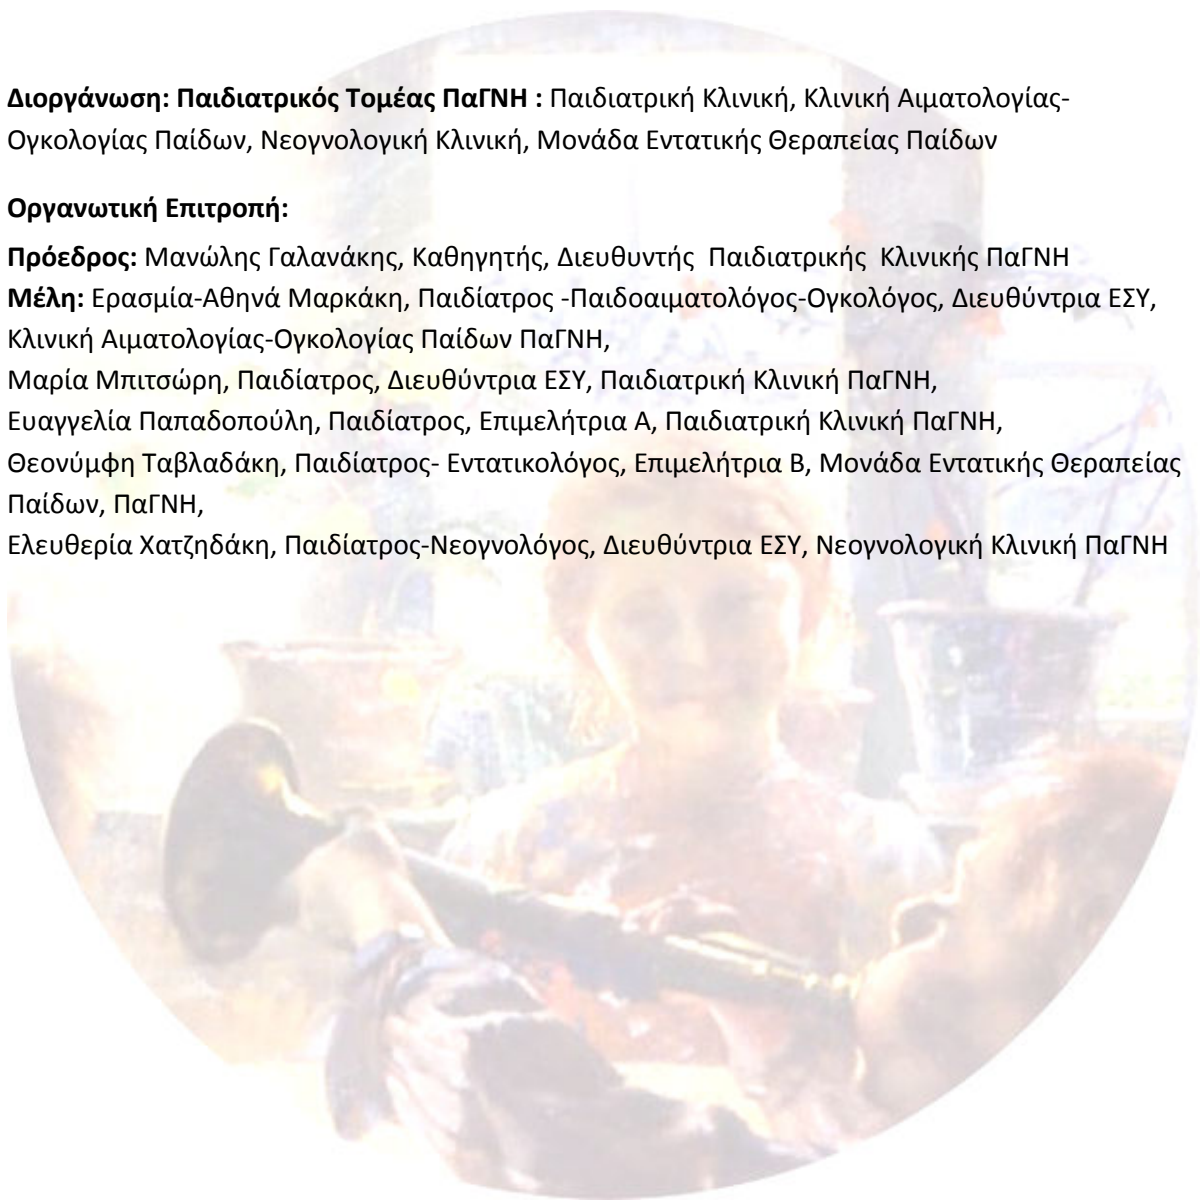 Διοργάνωση: Παιδιατρικός Τομέας ΠαΓΝΗ : Παιδιατρική Κλινική, Κλινική Αιματολογίας-
Ογκολογίας Παίδων, Νεογνολογική Κλινική, Μονάδα Εντατικής Θεραπείας Παίδων
Οργανωτική Επιτροπή:
Πρόεδρος: Μανώλης Γαλανάκης, Καθηγητής, Διευθυντής Παιδιατρικής Κλινικής ΠαΓΝΗ
Μέλη: Ερασμία-Αθηνά Μαρκάκη, Παιδίατρος -Παιδοαιματολόγος-Ογκολόγος, Διευθύντρια ΕΣΥ,
Κλινική Αιματολογίας-Ογκολογίας Παίδων ΠαΓΝΗ,
Μαρία Μπιτσώρη, Παιδίατρος, Διευθύντρια ΕΣΥ, Παιδιατρική Κλινική ΠαΓΝΗ,
Ευαγγελία Παπαδοπούλη, Παιδίατρος, Επιμελήτρια Α, Παιδιατρική Κλινική ΠαΓΝΗ,
Θεονύμφη Ταβλαδάκη, Παιδίατρος- Εντατικολόγος, Επιμελήτρια Β, Μονάδα Εντατικής Θεραπείας
Παίδων, ΠαΓΝΗ,
Ελευθερία Χατζηδάκη, Παιδίατρος-Νεογνολόγος, Διευθύντρια ΕΣΥ, Νεογνολογική Κλινική ΠαΓΝΗ